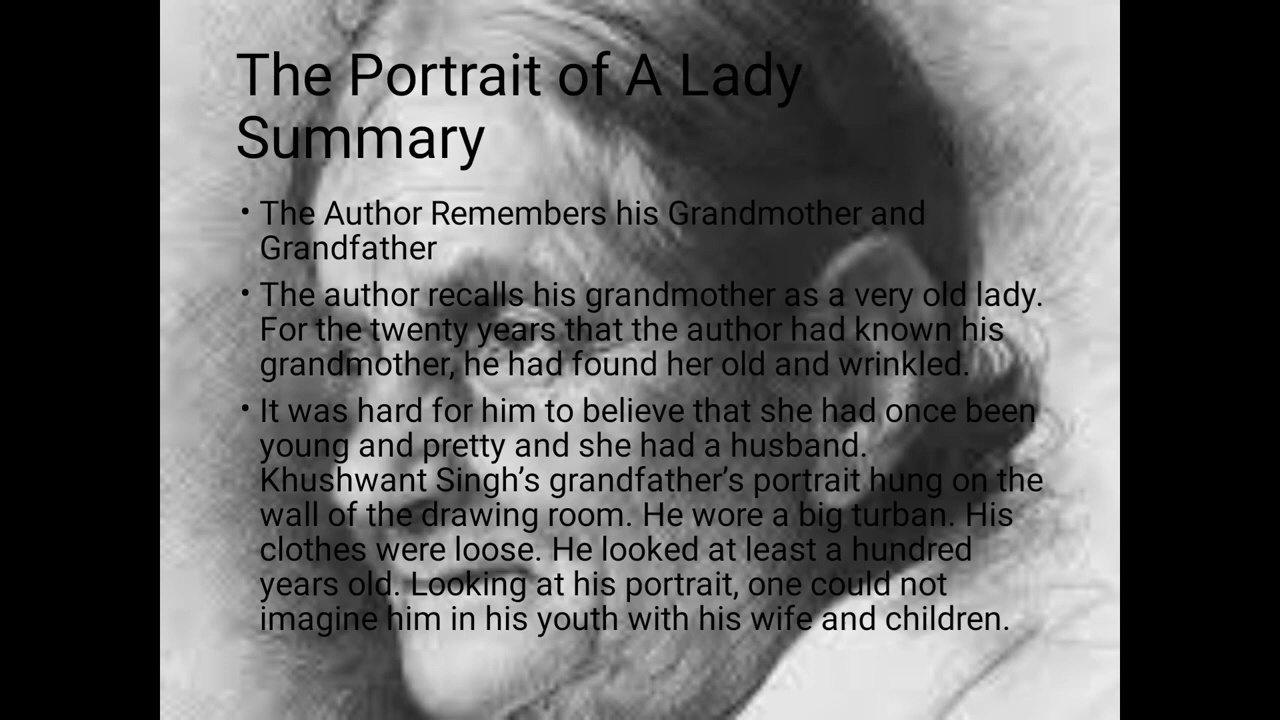 The Portrait of A Lady
Summary
• The Author Remembers his Grandmother and
Grandfather
• The author recalls his grandmother as a very old lady.
For the twenty years that the author had known his
grandmother, he had found her old and wrinkled.
• It was hard for him to believe that she had once been
young and pretty and she had a husband.
Khushwant Singh’s grandfather’s portrait hung on the
wall of the drawing room. He wore a big turban. His
clothes were loose. He looked at least a hundred
years old. Looking at his portrait, one could not
imagine him in his youth with his wife and children.